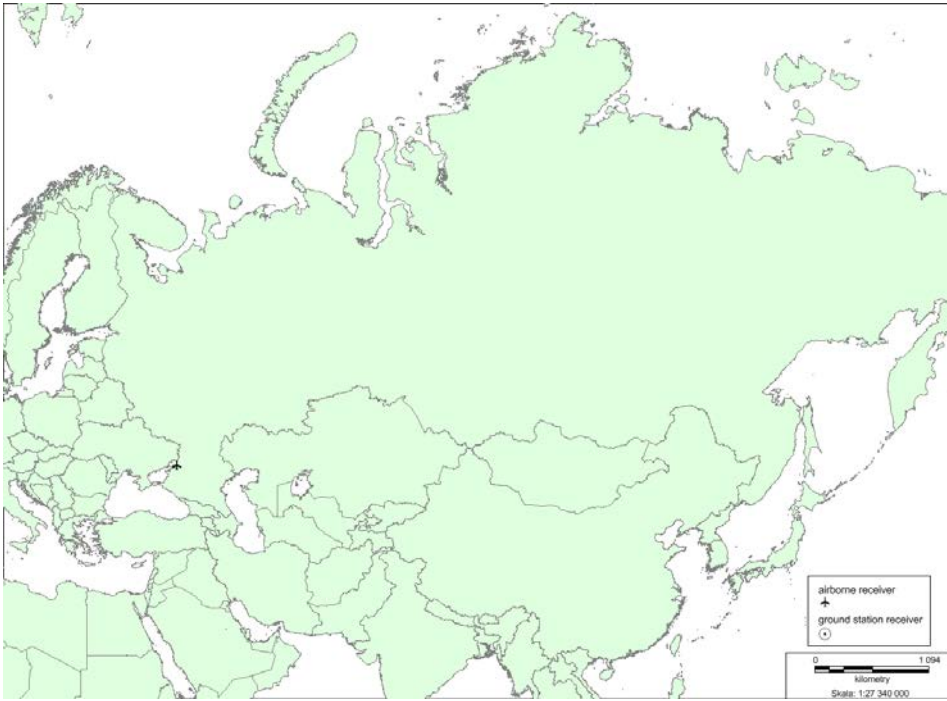 airborne receiver
ground station receiver
0 1 094
kilometry
Skala: 1:27 340 000